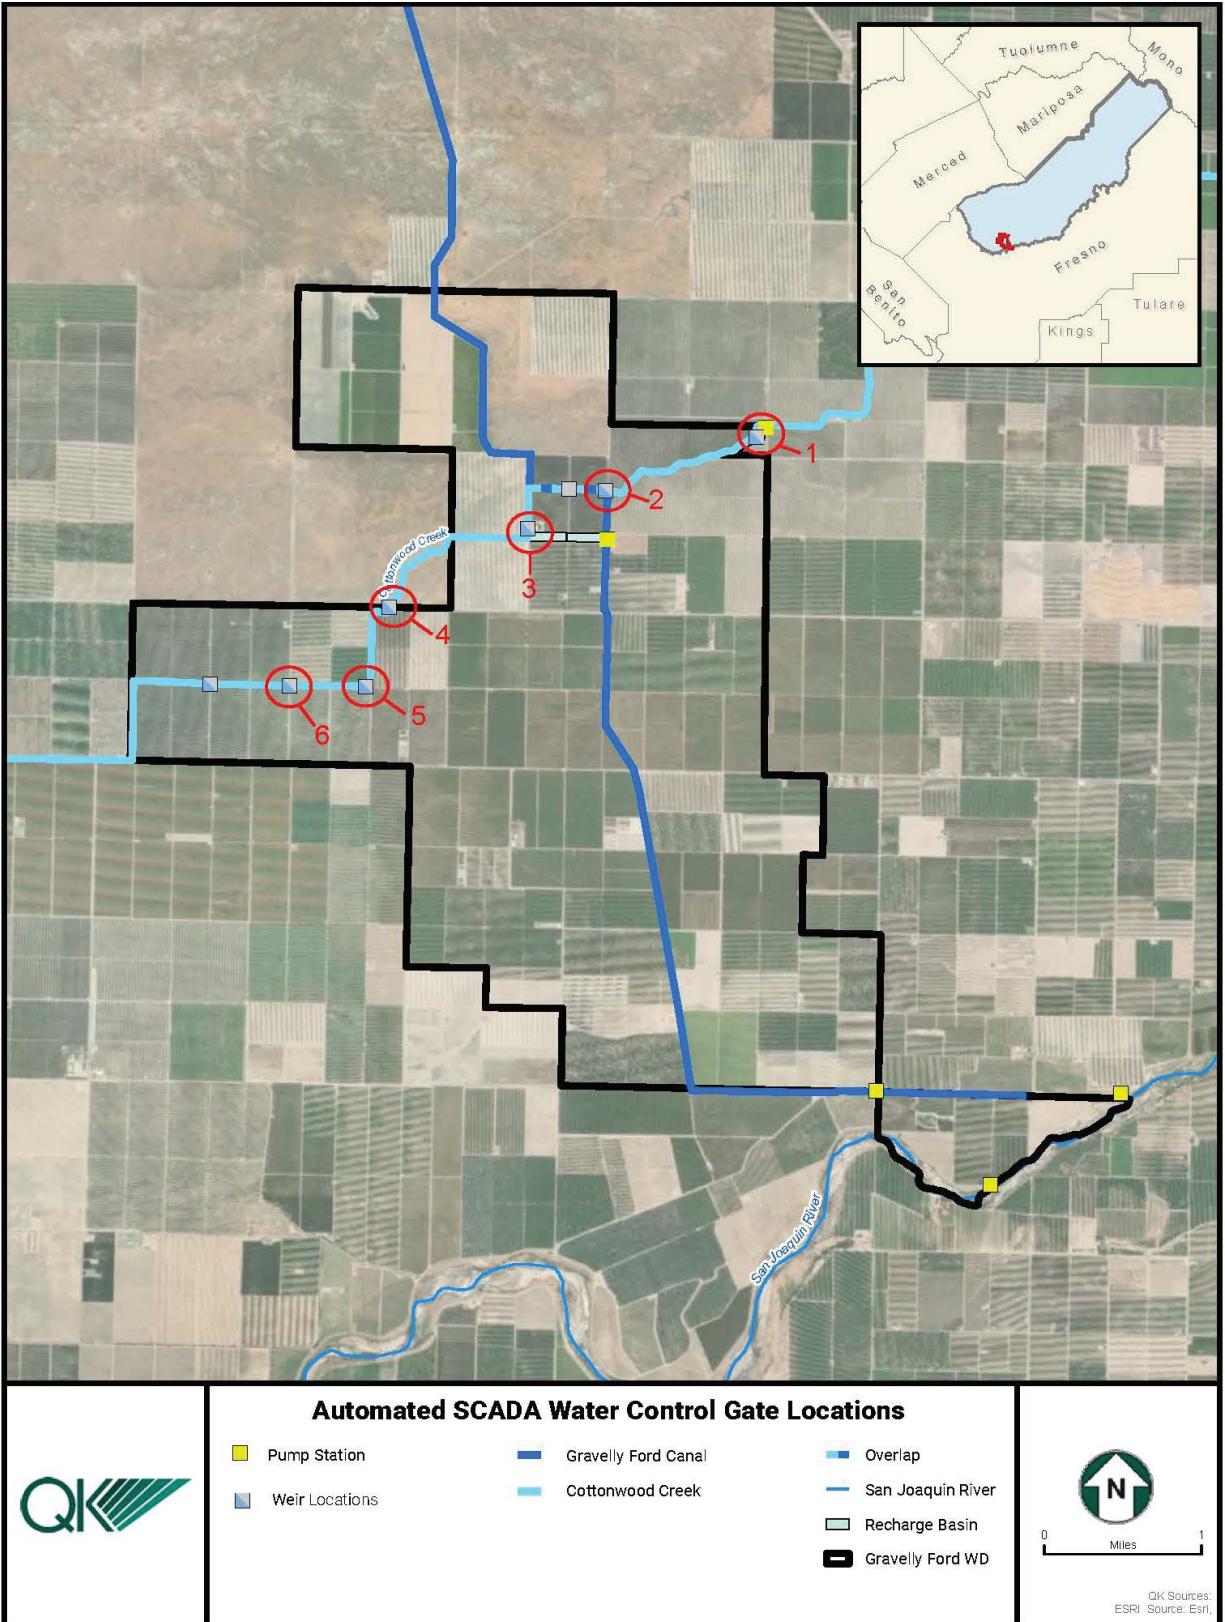 Tuolumne
Mono
Mariposa
Merced
Fresno
San
Benito
Tulare
Kings
1
2
3
Cottonwood Creek
4
5
6
San Joaquin River
Automated SCADA Water Control Gate Locations
Pump Station
Gravelly Ford Canal
Overlap
Weir Locations
Cottonwood Creek
San Joaquin River
Recharge Basin
Gravelly Ford WD
QK
N
0 1
Miles
QK Sources:
ESRI Source: Esri,